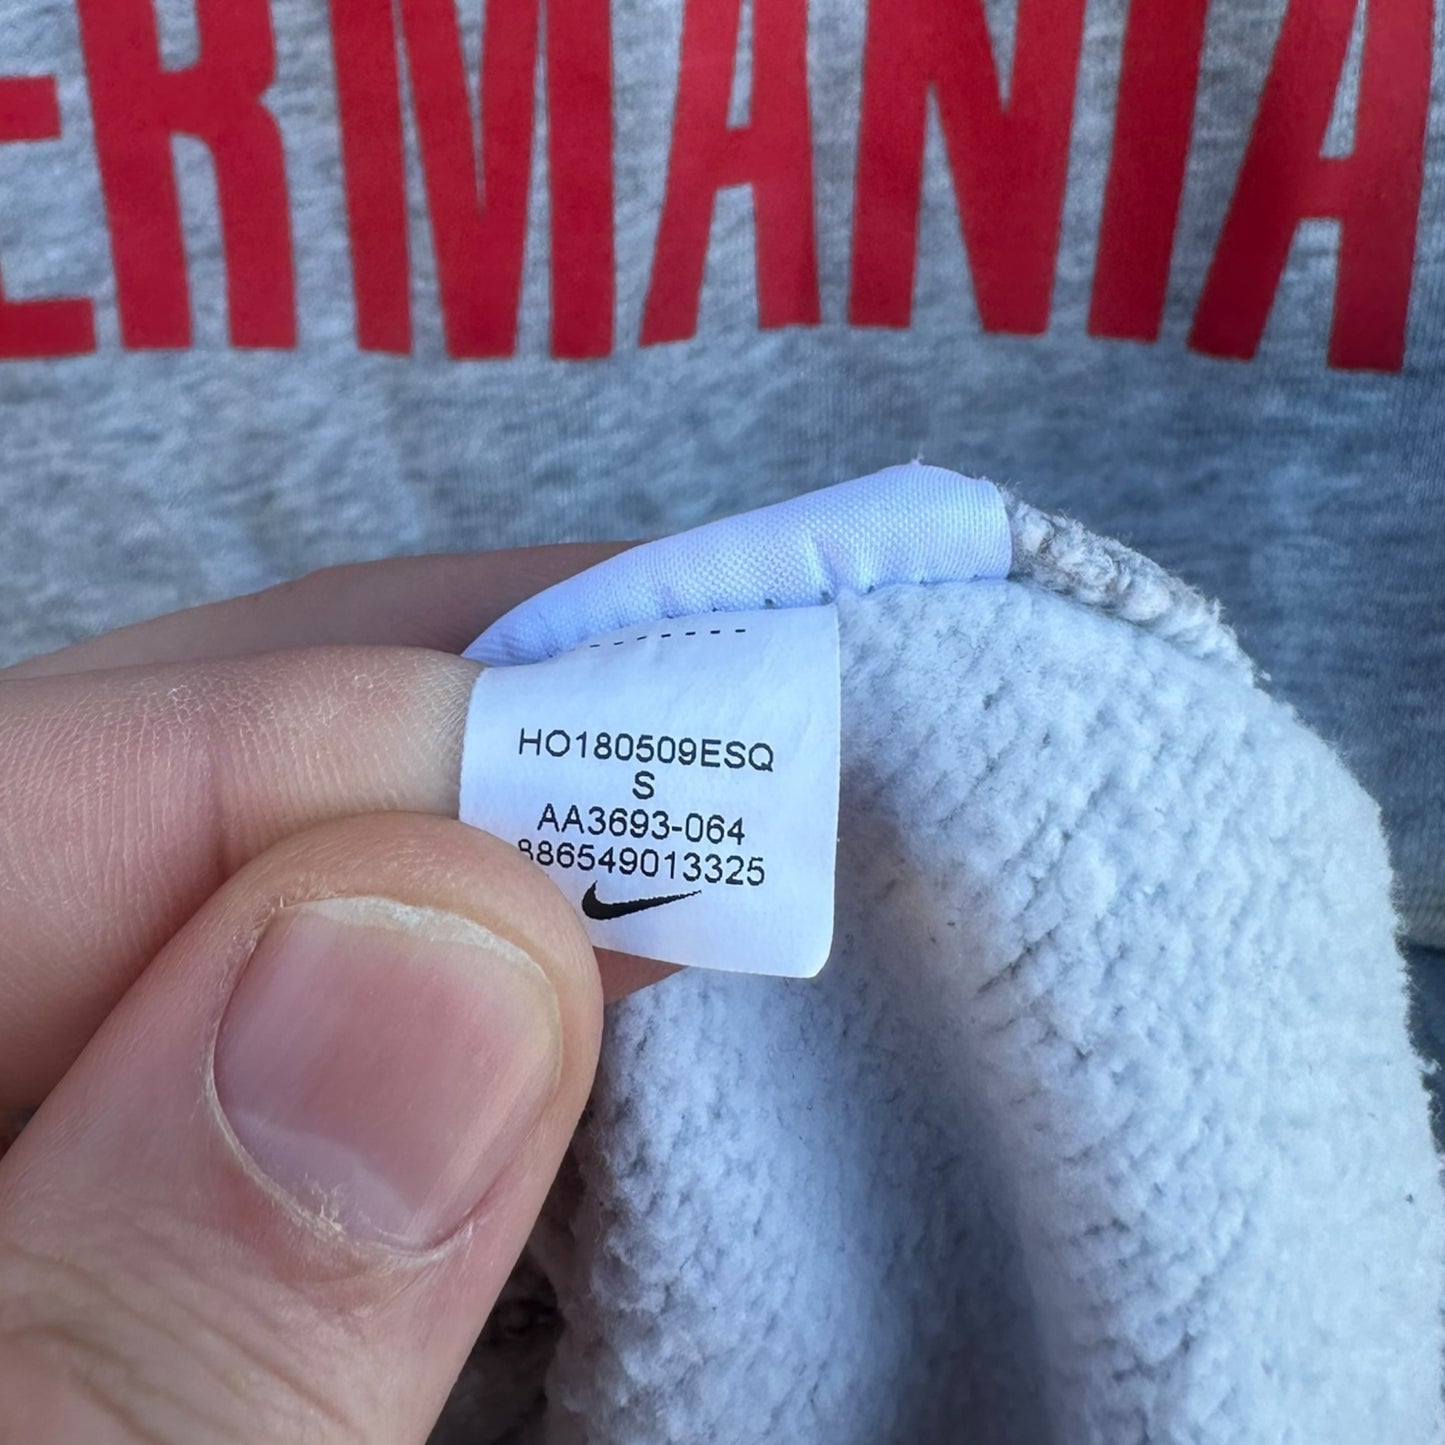 ERMANIA
HO180509ESQ
S
AA3693-064
886549013325